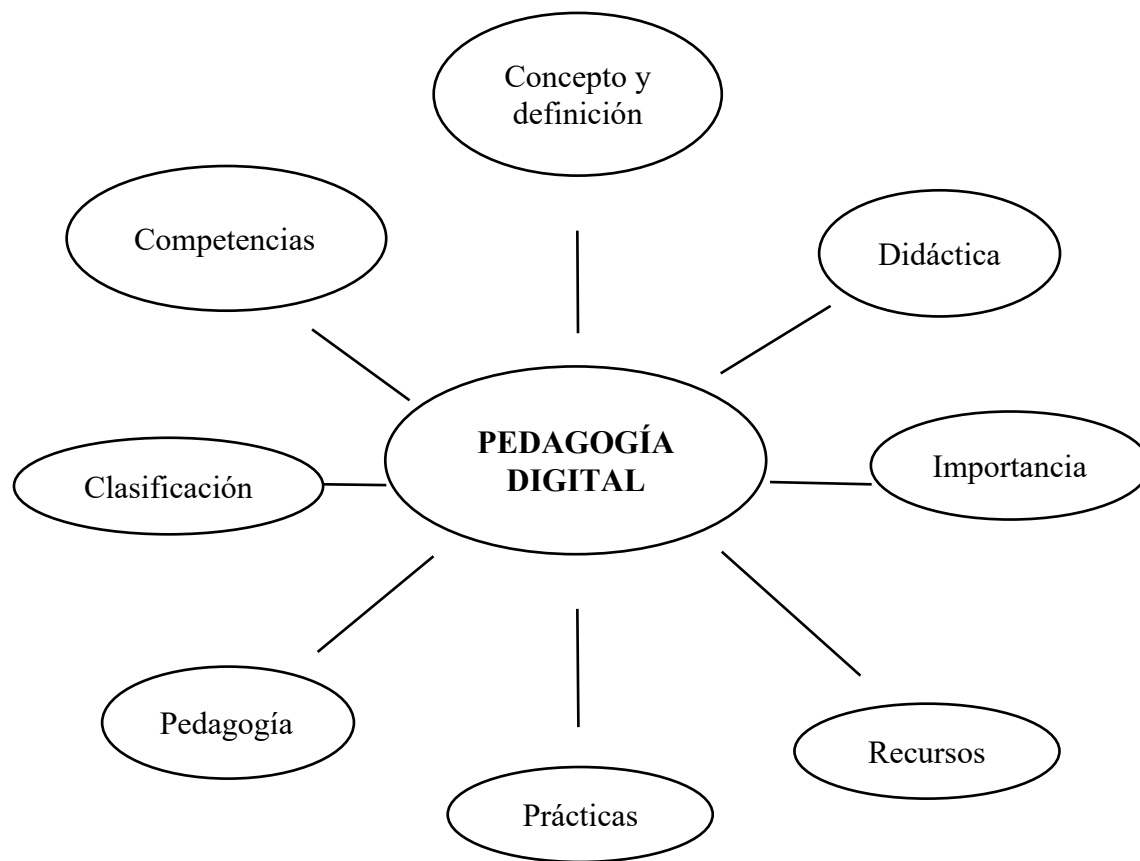 Concepto y
definición
Competencias
Didáctica
PEDAGOGÍA
DIGITAL
Importancia
Clasificación
Pedagogía
Recursos
Prácticas